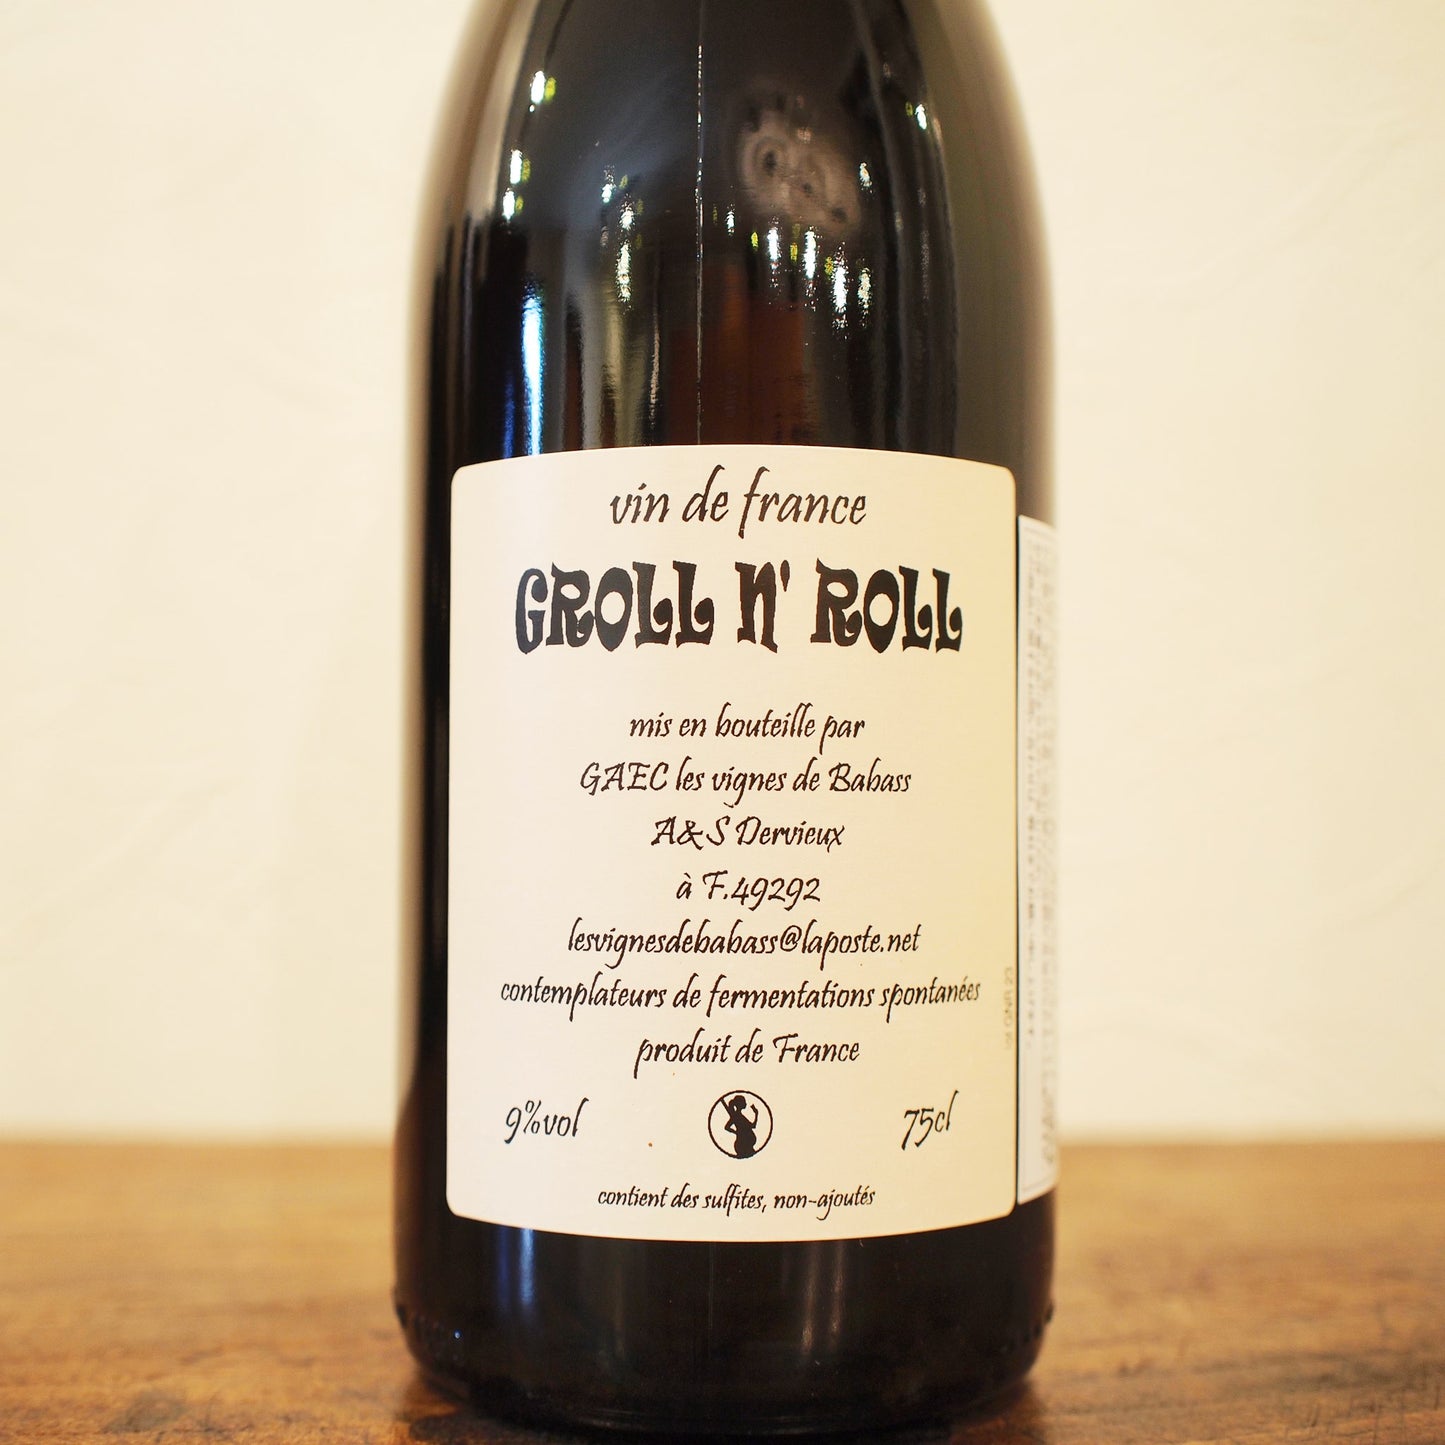 vin de france
GROLL N' ROLL
mis en bouteille par
GAEC les vignes de Babass
A&S Dervieux
à F.49292
lesvignesdebabass@laposte.net
contemplateurs de fermentations spontanées
produit de France
9%vol
75cl
contient des sulfites, non-ajoutés